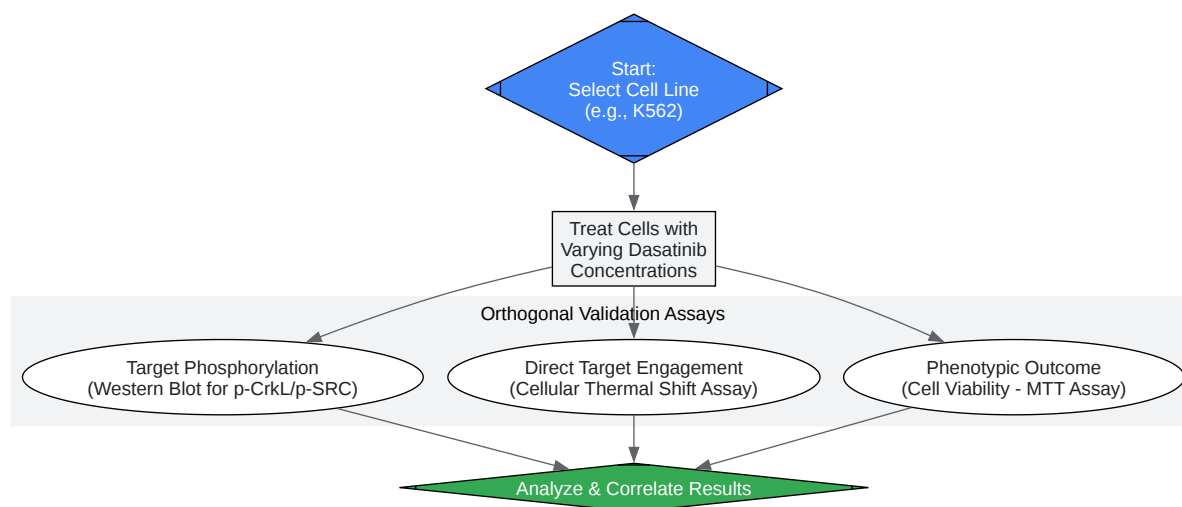 Start:
Select Cell Line
(e.g., K562)
Treat Cells with
Varying Dasatinib
Concentrations
Orthogonal Validation Assays
Target Phosphorylation
(Western Blot for p-CrkL/p-SRC)
Direct Target Engagement
(Cellular Thermal Shift Assay)
Phenotypic Outcome
(Cell Viability - MTT Assay)
Analyze & Correlate Results